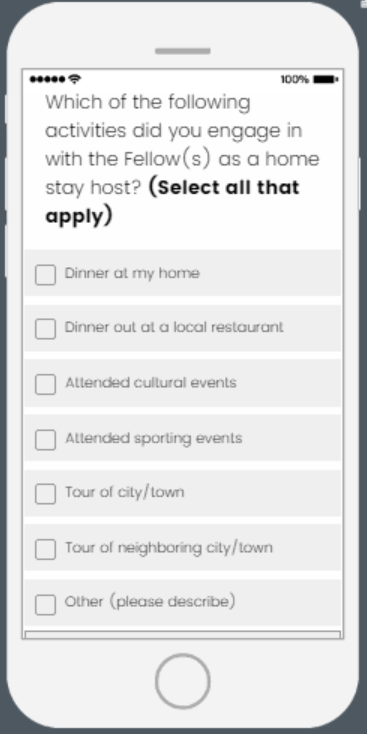 100%
Which of the following
activities did you engage in
with the Fellow(s) as a home
stay host? (Select all that
apply)
Dinner at my home
Dinner out at a local restaurant
Attended cultural events
Attended sporting events
Tour of city/town
Tour of neighboring city/town
Other (please describe)